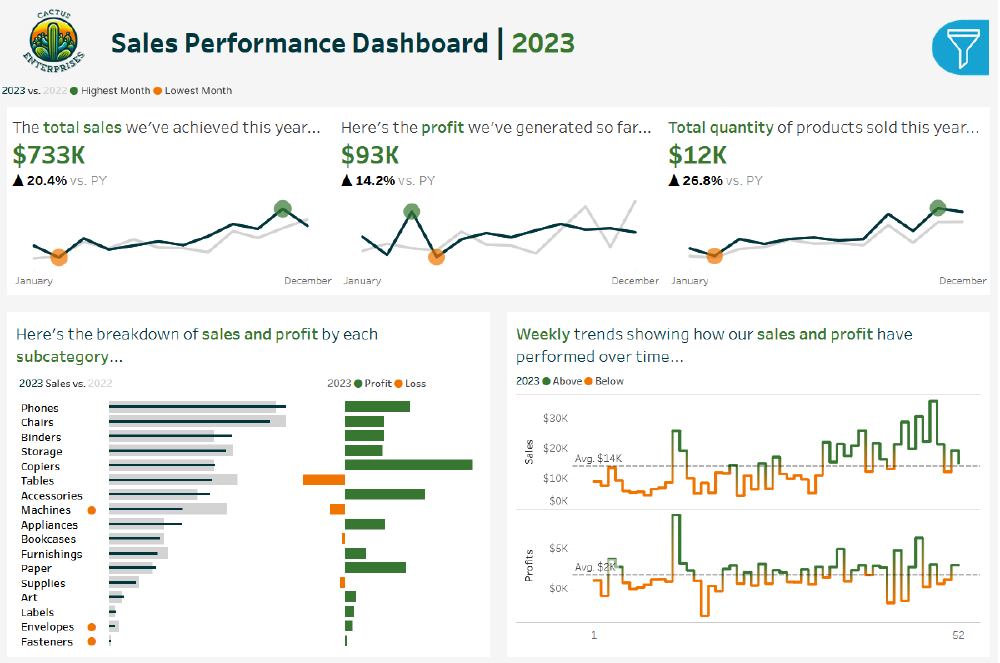 CACTUS
ENTERPRISES
Sales Performance Dashboard | 2023
2023 vs. 2022 Highest Month Lowest Month
The total sales we've achieved this year...
$733K
▲ 20.4% vs. PY
January December
Here's the profit we've generated so far...
$93K
▲ 14.2% vs. PY
January December
Total quantity of products sold this year...
$12K
▲ 26.8% vs. PY
January December
Here's the breakdown of sales and profit by each
subcategory...
2023 Sales vs. 2022
2023 Profit Loss
Phones
Chairs
Binders
Storage
Copiers
Tables
Accessories
Machines
Appliances
Bookcases
Furnishings
Paper
Supplies
Art
Labels
Envelopes
Fasteners
Weekly trends showing how our sales and profit have
performed over time...
2023 Above Below
Sales
$30K
$20K
Avg. $14K
$10K
$0K
Profits
$5K
Avg. $2K
$0K
1 52